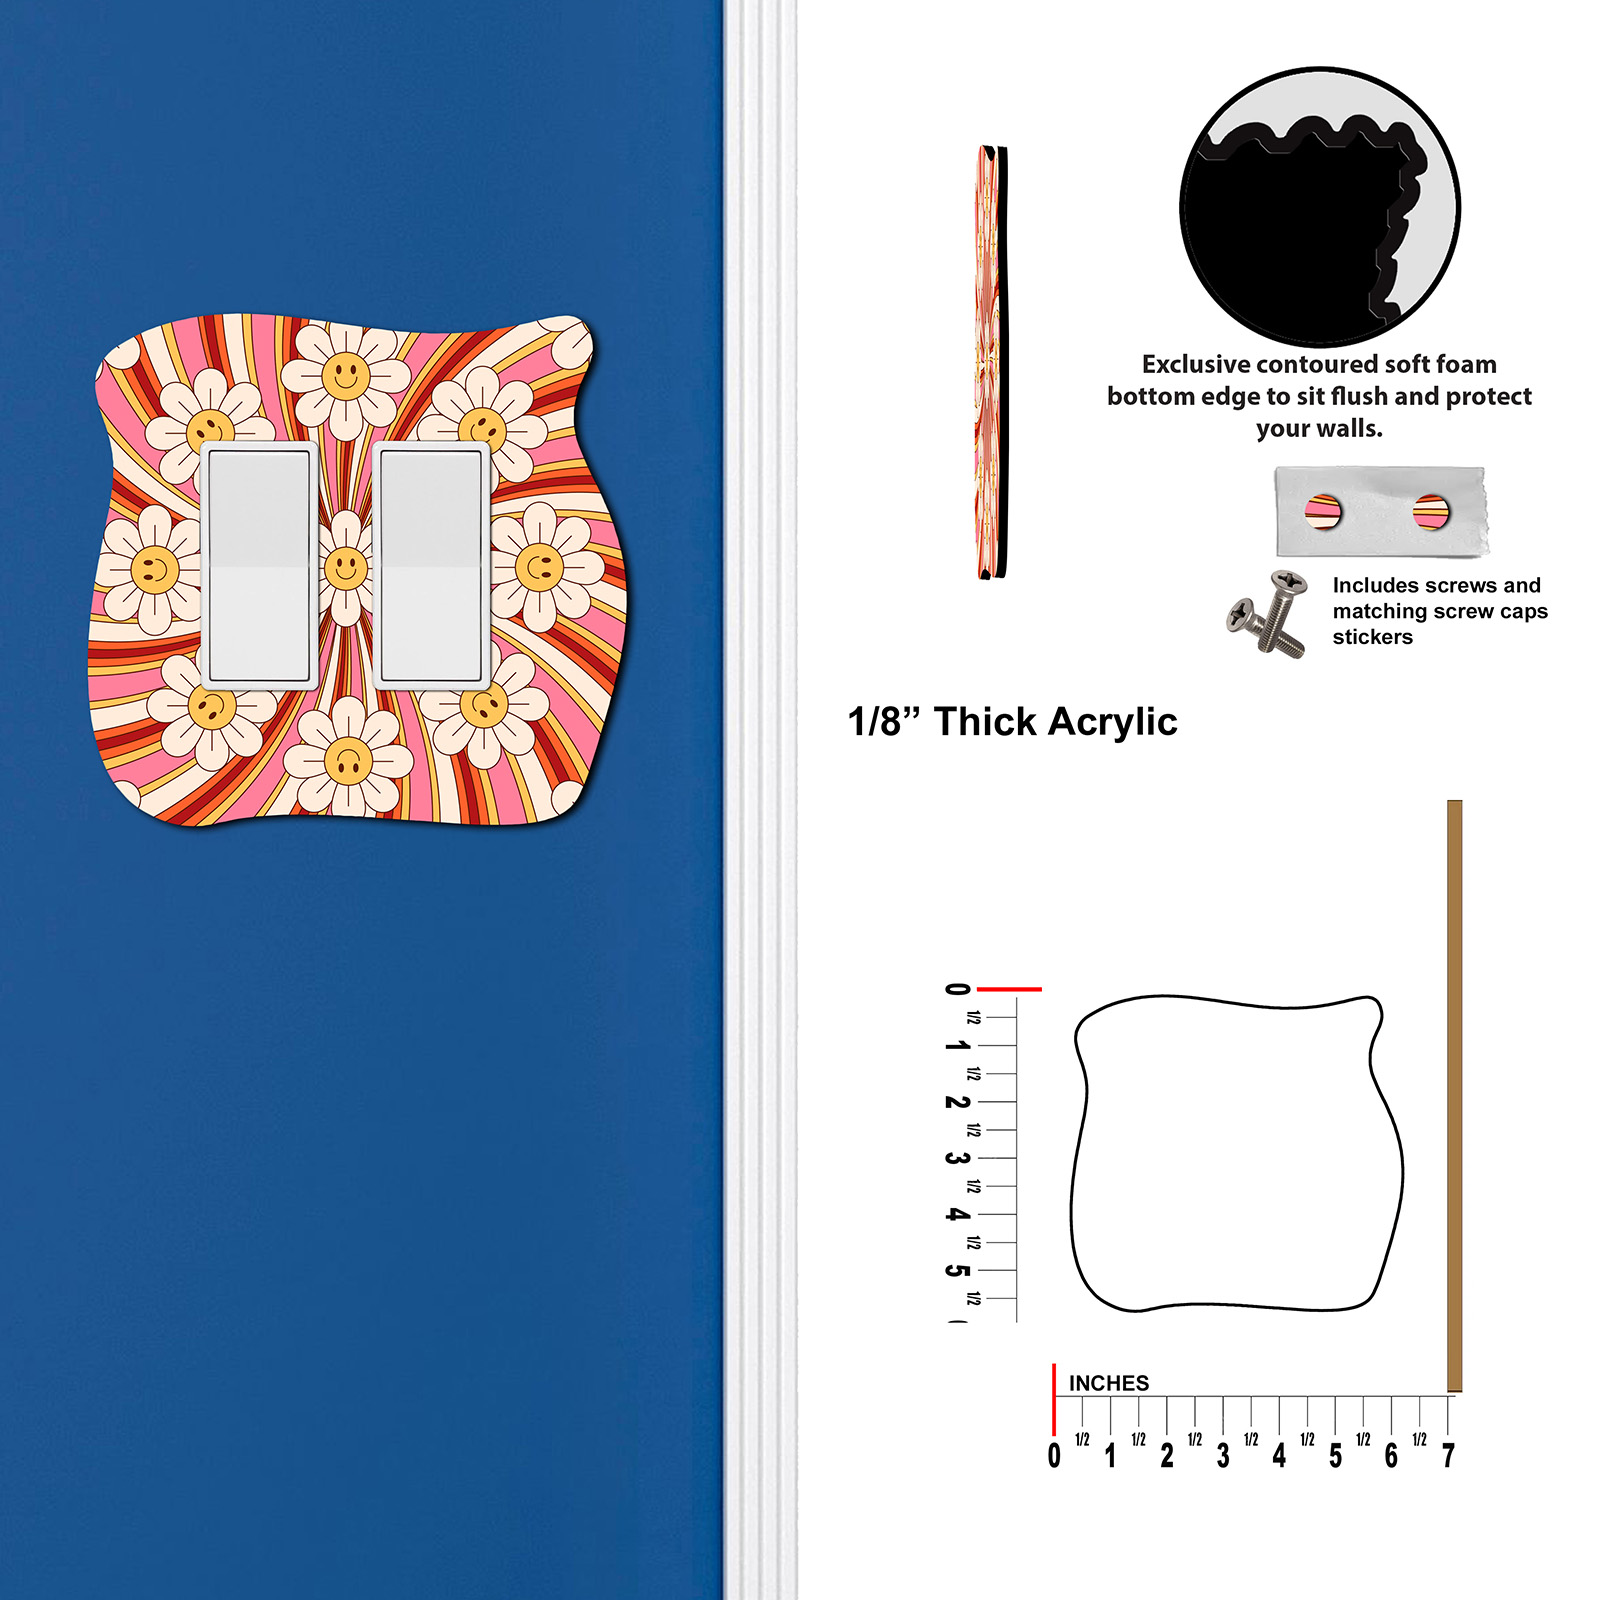 Exclusive contoured soft foam
bottom edge to sit flush and protect
your walls.
Includes screws and
matching screw caps
stickers
1/8” Thick Acrylic
0
1/2
1
1/2
2
1/2
3
1/2
4
1/2
5
1/2
INCHES
0 1/2 1 1/2 2 1/2 3 1/2 4 1/2 5 1/2 6 1/2 7